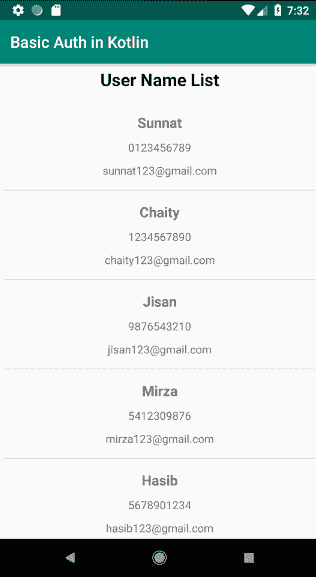 7:32
Basic Auth in Kotlin
User Name List
Sunnat
0123456789
sunnat123@gmail.com
Chaity
1234567890
chaity123@gmail.com
Jisan
9876543210
jisan123@gmail.com
Mirza
5412309876
mirza123@gmail.com
Hasib
5678901234
hasib123@gmail.com